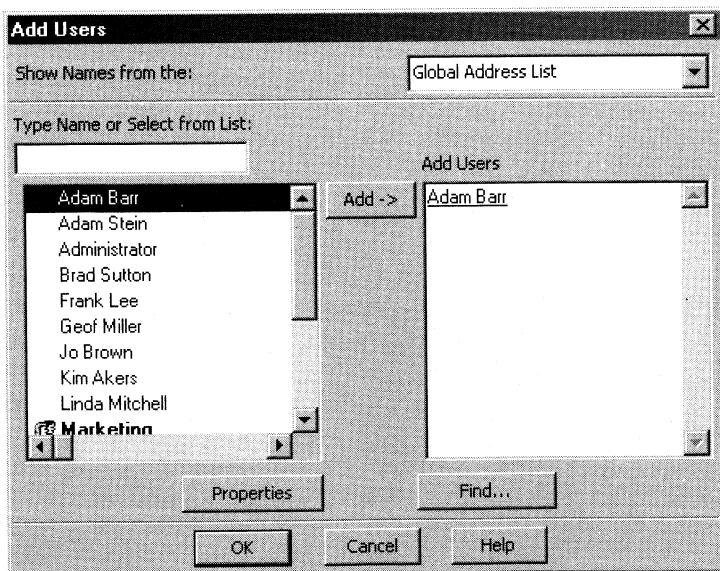 Add Users
Show Names from the:
Global Address List
Type Name or Select from List:
Add Users
Adam Barr
Adam Stein
Administrator
Brad Sutton
Frank Lee
Geof Miller
Jo Brown
Kim Akers
Linda Mitchell
Marketing
Add ->
Adam Barr
Properties
Find...
OK
Cancel
Help